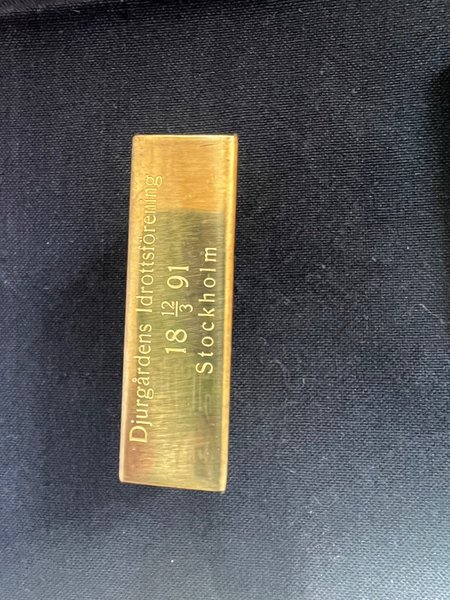 Djurgårdens Idrottsförening
18 12/3 91
Stockholm